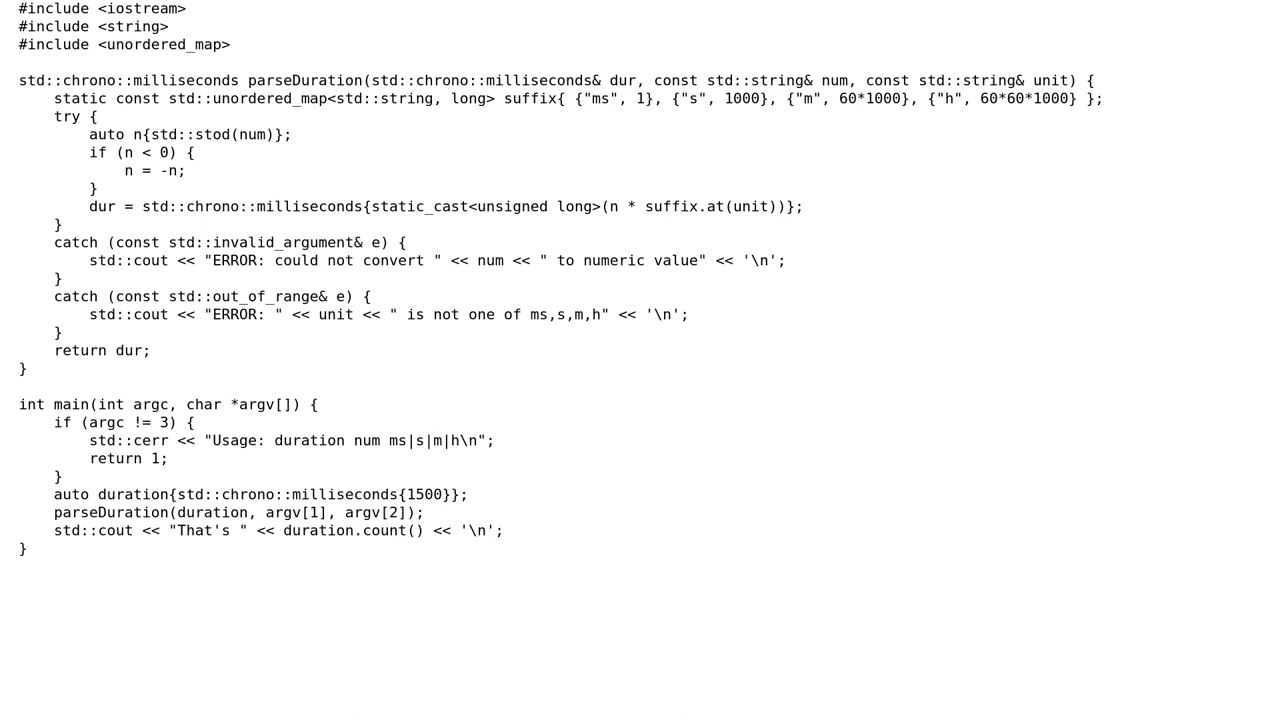 #include <iostream>
#include <string>
#include <unordered_map>

std::chrono::milliseconds parseDuration(std::chrono::milliseconds& dur, const std::string& num, const std::string& unit) {
    static const std::unordered_map<std::string, long> suffix{ {"ms", 1}, {"s", 1000}, {"m", 60*1000}, {"h", 60*60*1000} };
    try {
        auto n{std::stod(num)};
        if (n < 0) {
            n = -n;
        }
        dur = std::chrono::milliseconds{static_cast<unsigned long>(n * suffix.at(unit))};
    }
    catch (const std::invalid_argument& e) {
        std::cout << "ERROR: could not convert " << num << " to numeric value" << '\n';
    }
    catch (const std::out_of_range& e) {
        std::cout << "ERROR: " << unit << " is not one of ms,s,m,h" << '\n';
    }
    return dur;
}

int main(int argc, char *argv[]) {
    if (argc != 3) {
        std::cerr << "Usage: duration num ms|s|m|h\n";
        return 1;
    }
    auto duration{std::chrono::milliseconds{1500}};
    parseDuration(duration, argv[1], argv[2]);
    std::cout << "That's " << duration.count() << '\n';
}